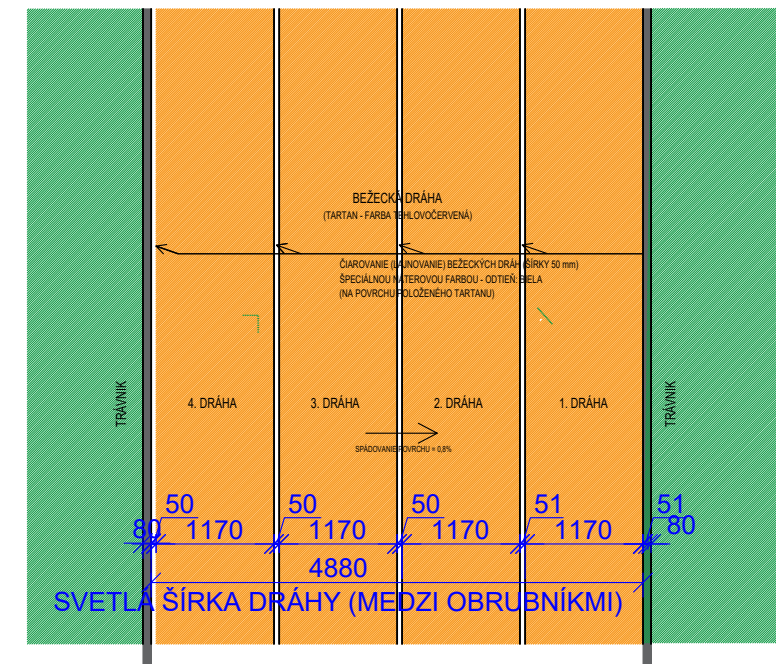 BEŽECKÁ DRÁHA
(TARTAN - FARBA TEHLOVOČERVENÁ)
ČIAROVANIE (LAJNOVANIE) BEŽECKÝCH DRÁH (ŠÍRKY 50 mm)
ŠPECIÁLNOU NÁTEROVOU FARBOU - ODTIEŇ: BIELA
(NA POVRCHU POLOŽENÉHO TARTANU)
TRÁVNIK
4. DRÁHA
3. DRÁHA
2. DRÁHA
1. DRÁHA
TRÁVNIK
SPÁDOVANIE POVRCHU = 0,8%
50
50
50
51
51
80
1170
1170
1170
1170
80
4880
SVETLÁ ŠÍRKA DRÁHY (MEDZI OBRUBNÍKMI)